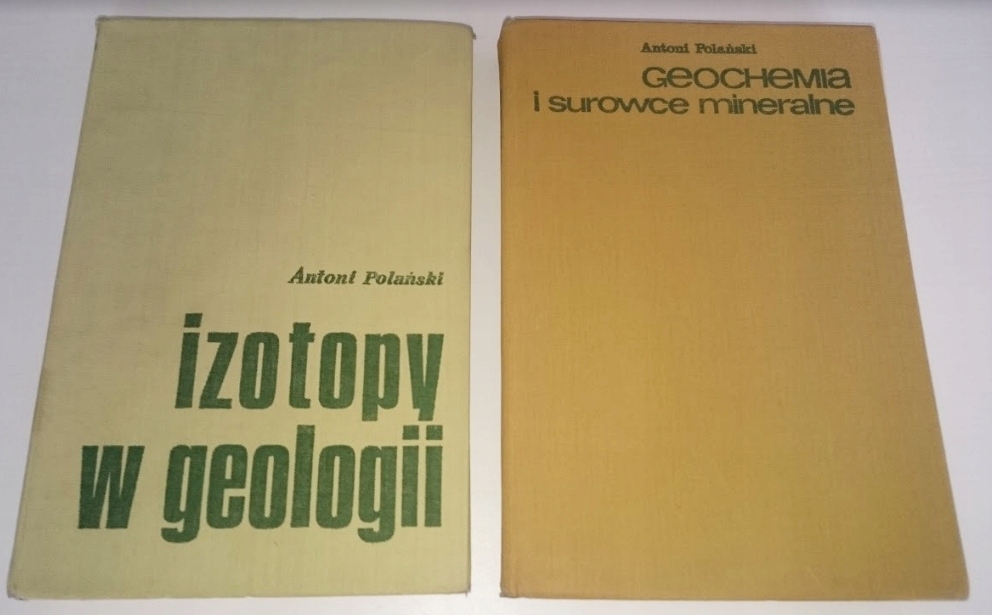 Antoni Polański
izotopy
w geologii
Antoni Polański
GEOCHEMIA
i surowce mineralne